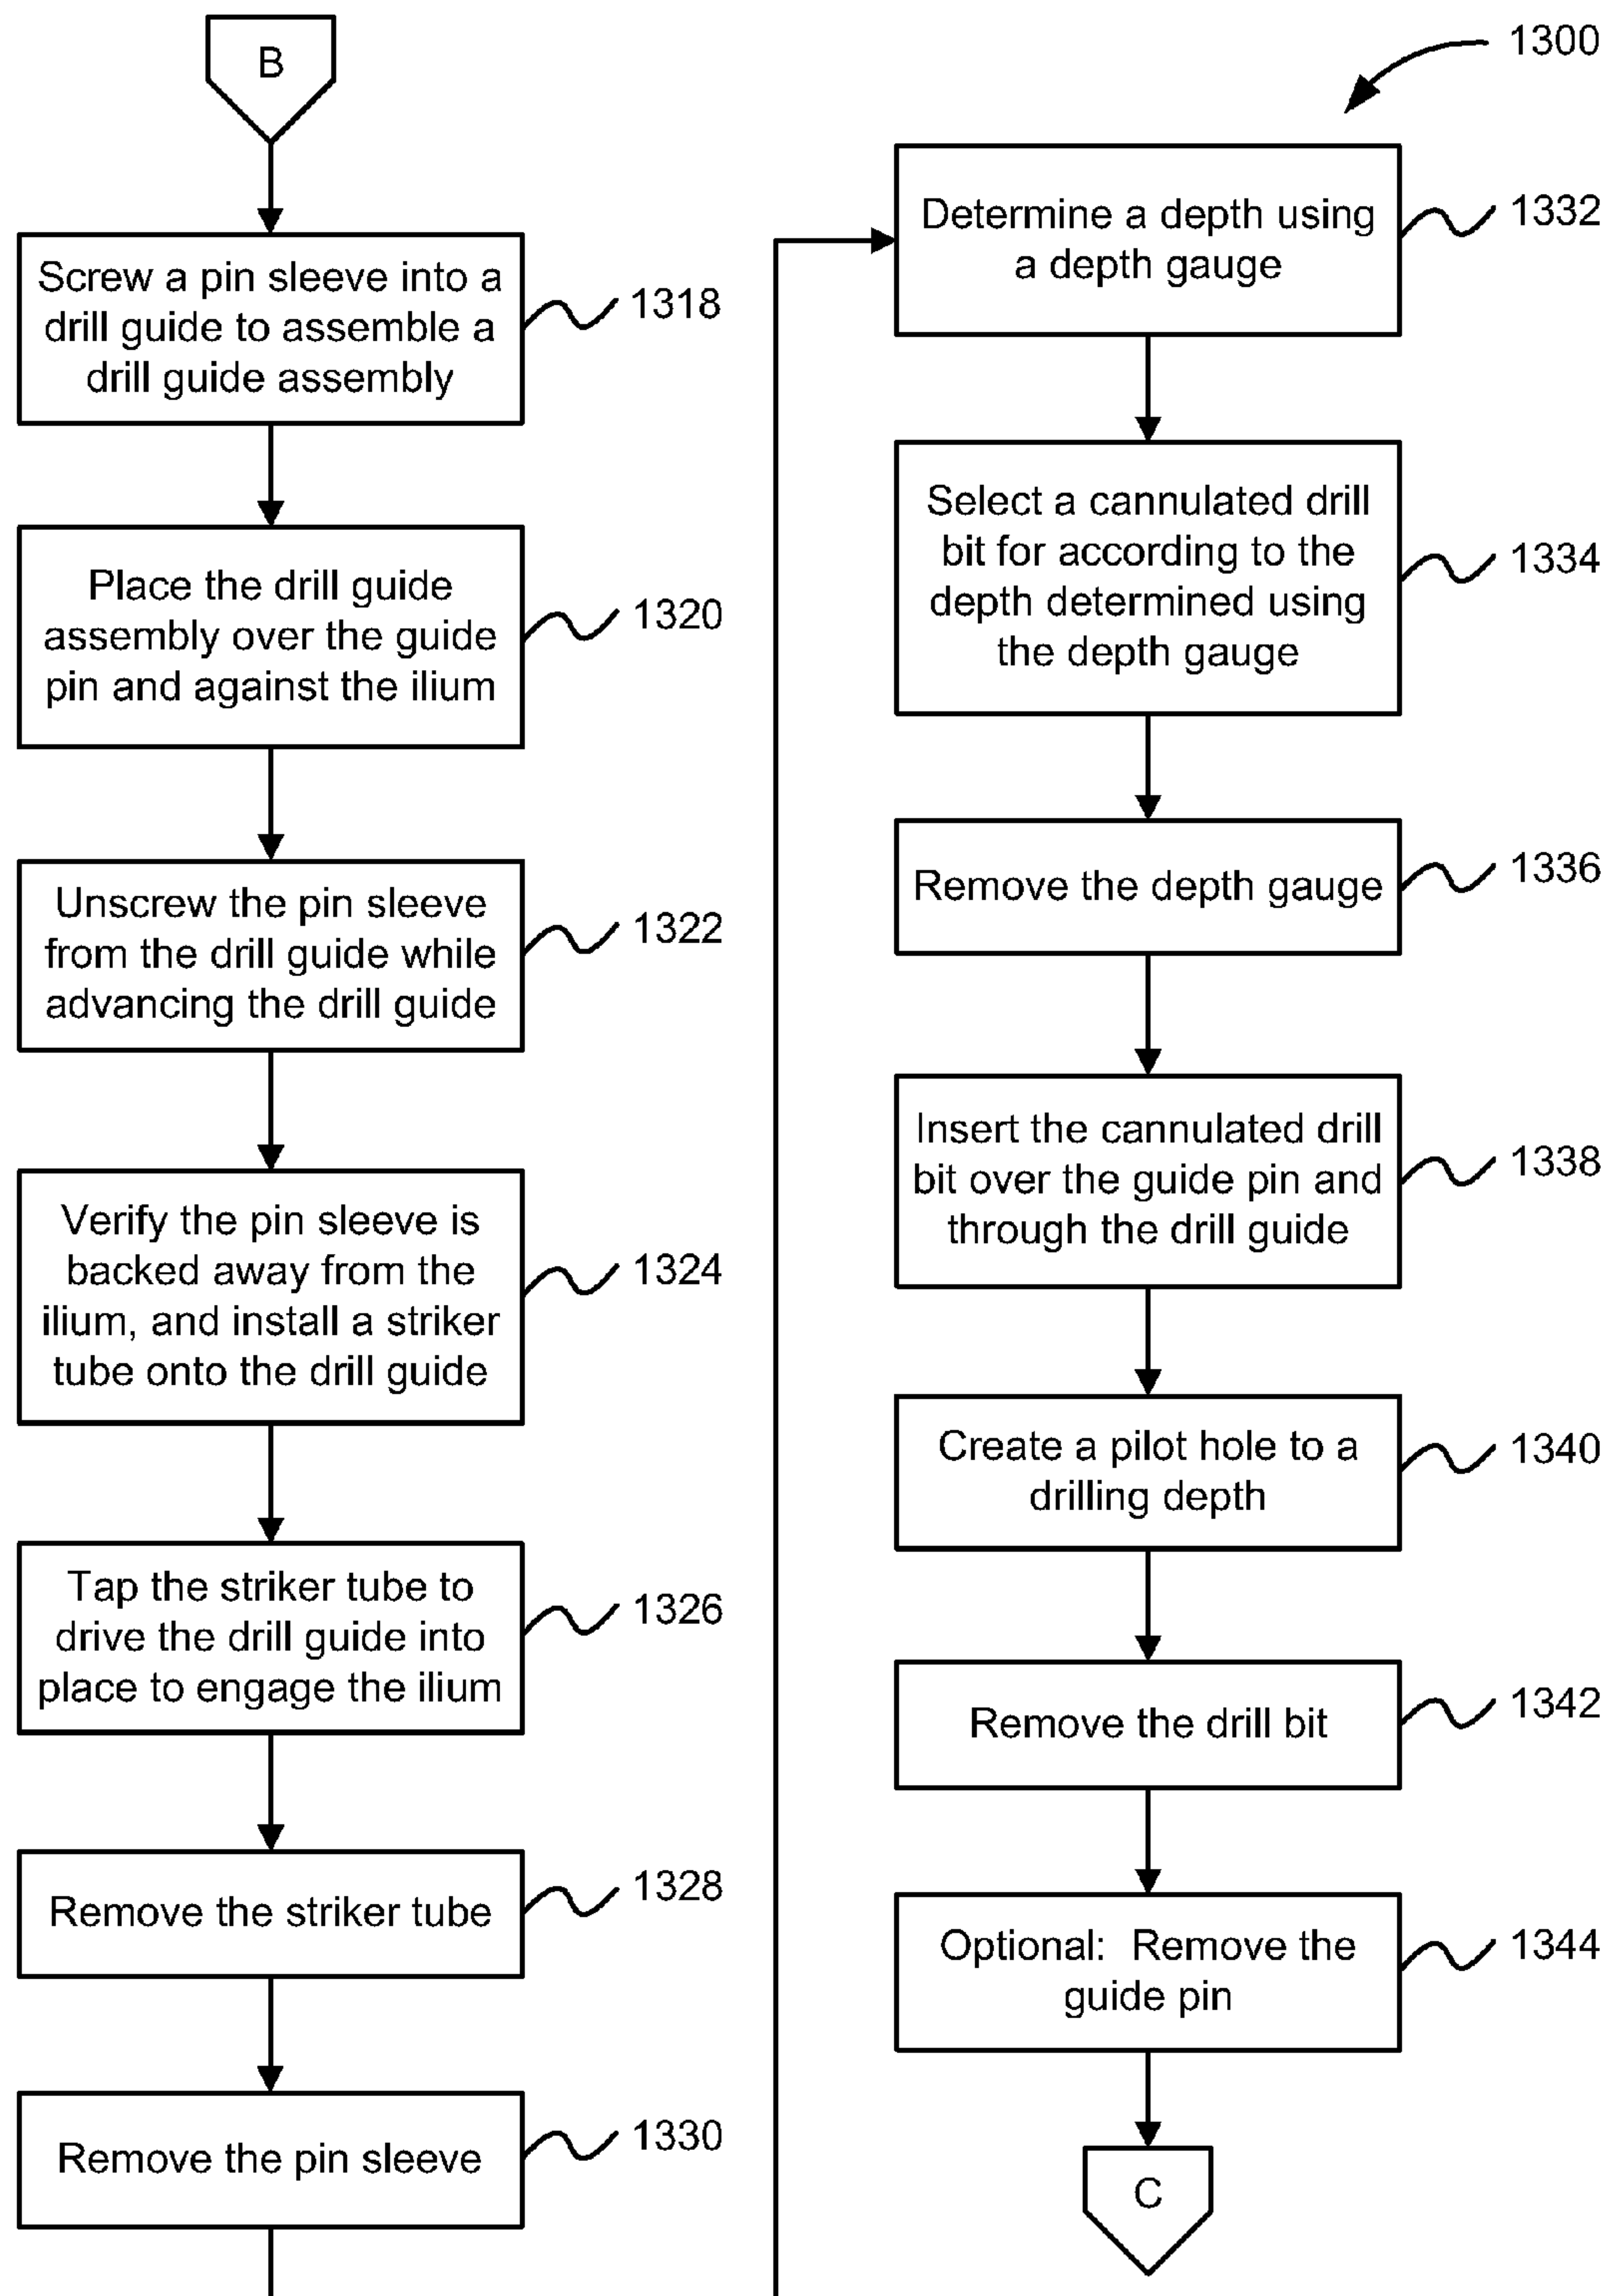 B
Screw a pin sleeve into a
drill guide to assemble a
drill guide assembly
1318
Place the drill guide
assembly over the guide
pin and against the ilium
1320
Unscrew the pin sleeve
from the drill guide while
advancing the drill guide
1322
Verify the pin sleeve is
backed away from the
ilium, and install a striker
tube onto the drill guide
1324
Tap the striker tube to
drive the drill guide into
place to engage the ilium
1326
Remove the striker tube
1328
Remove the pin sleeve
1330
1300
Determine a depth using
a depth gauge
1332
Select a cannulated drill
bit for according to the
depth determined using
the depth gauge
1334
Remove the depth gauge
1336
Insert the cannulated drill
bit over the guide pin and
through the drill guide
1338
Create a pilot hole to a
drilling depth
1340
Remove the drill bit
1342
Optional:  Remove the
guide pin
1344
C